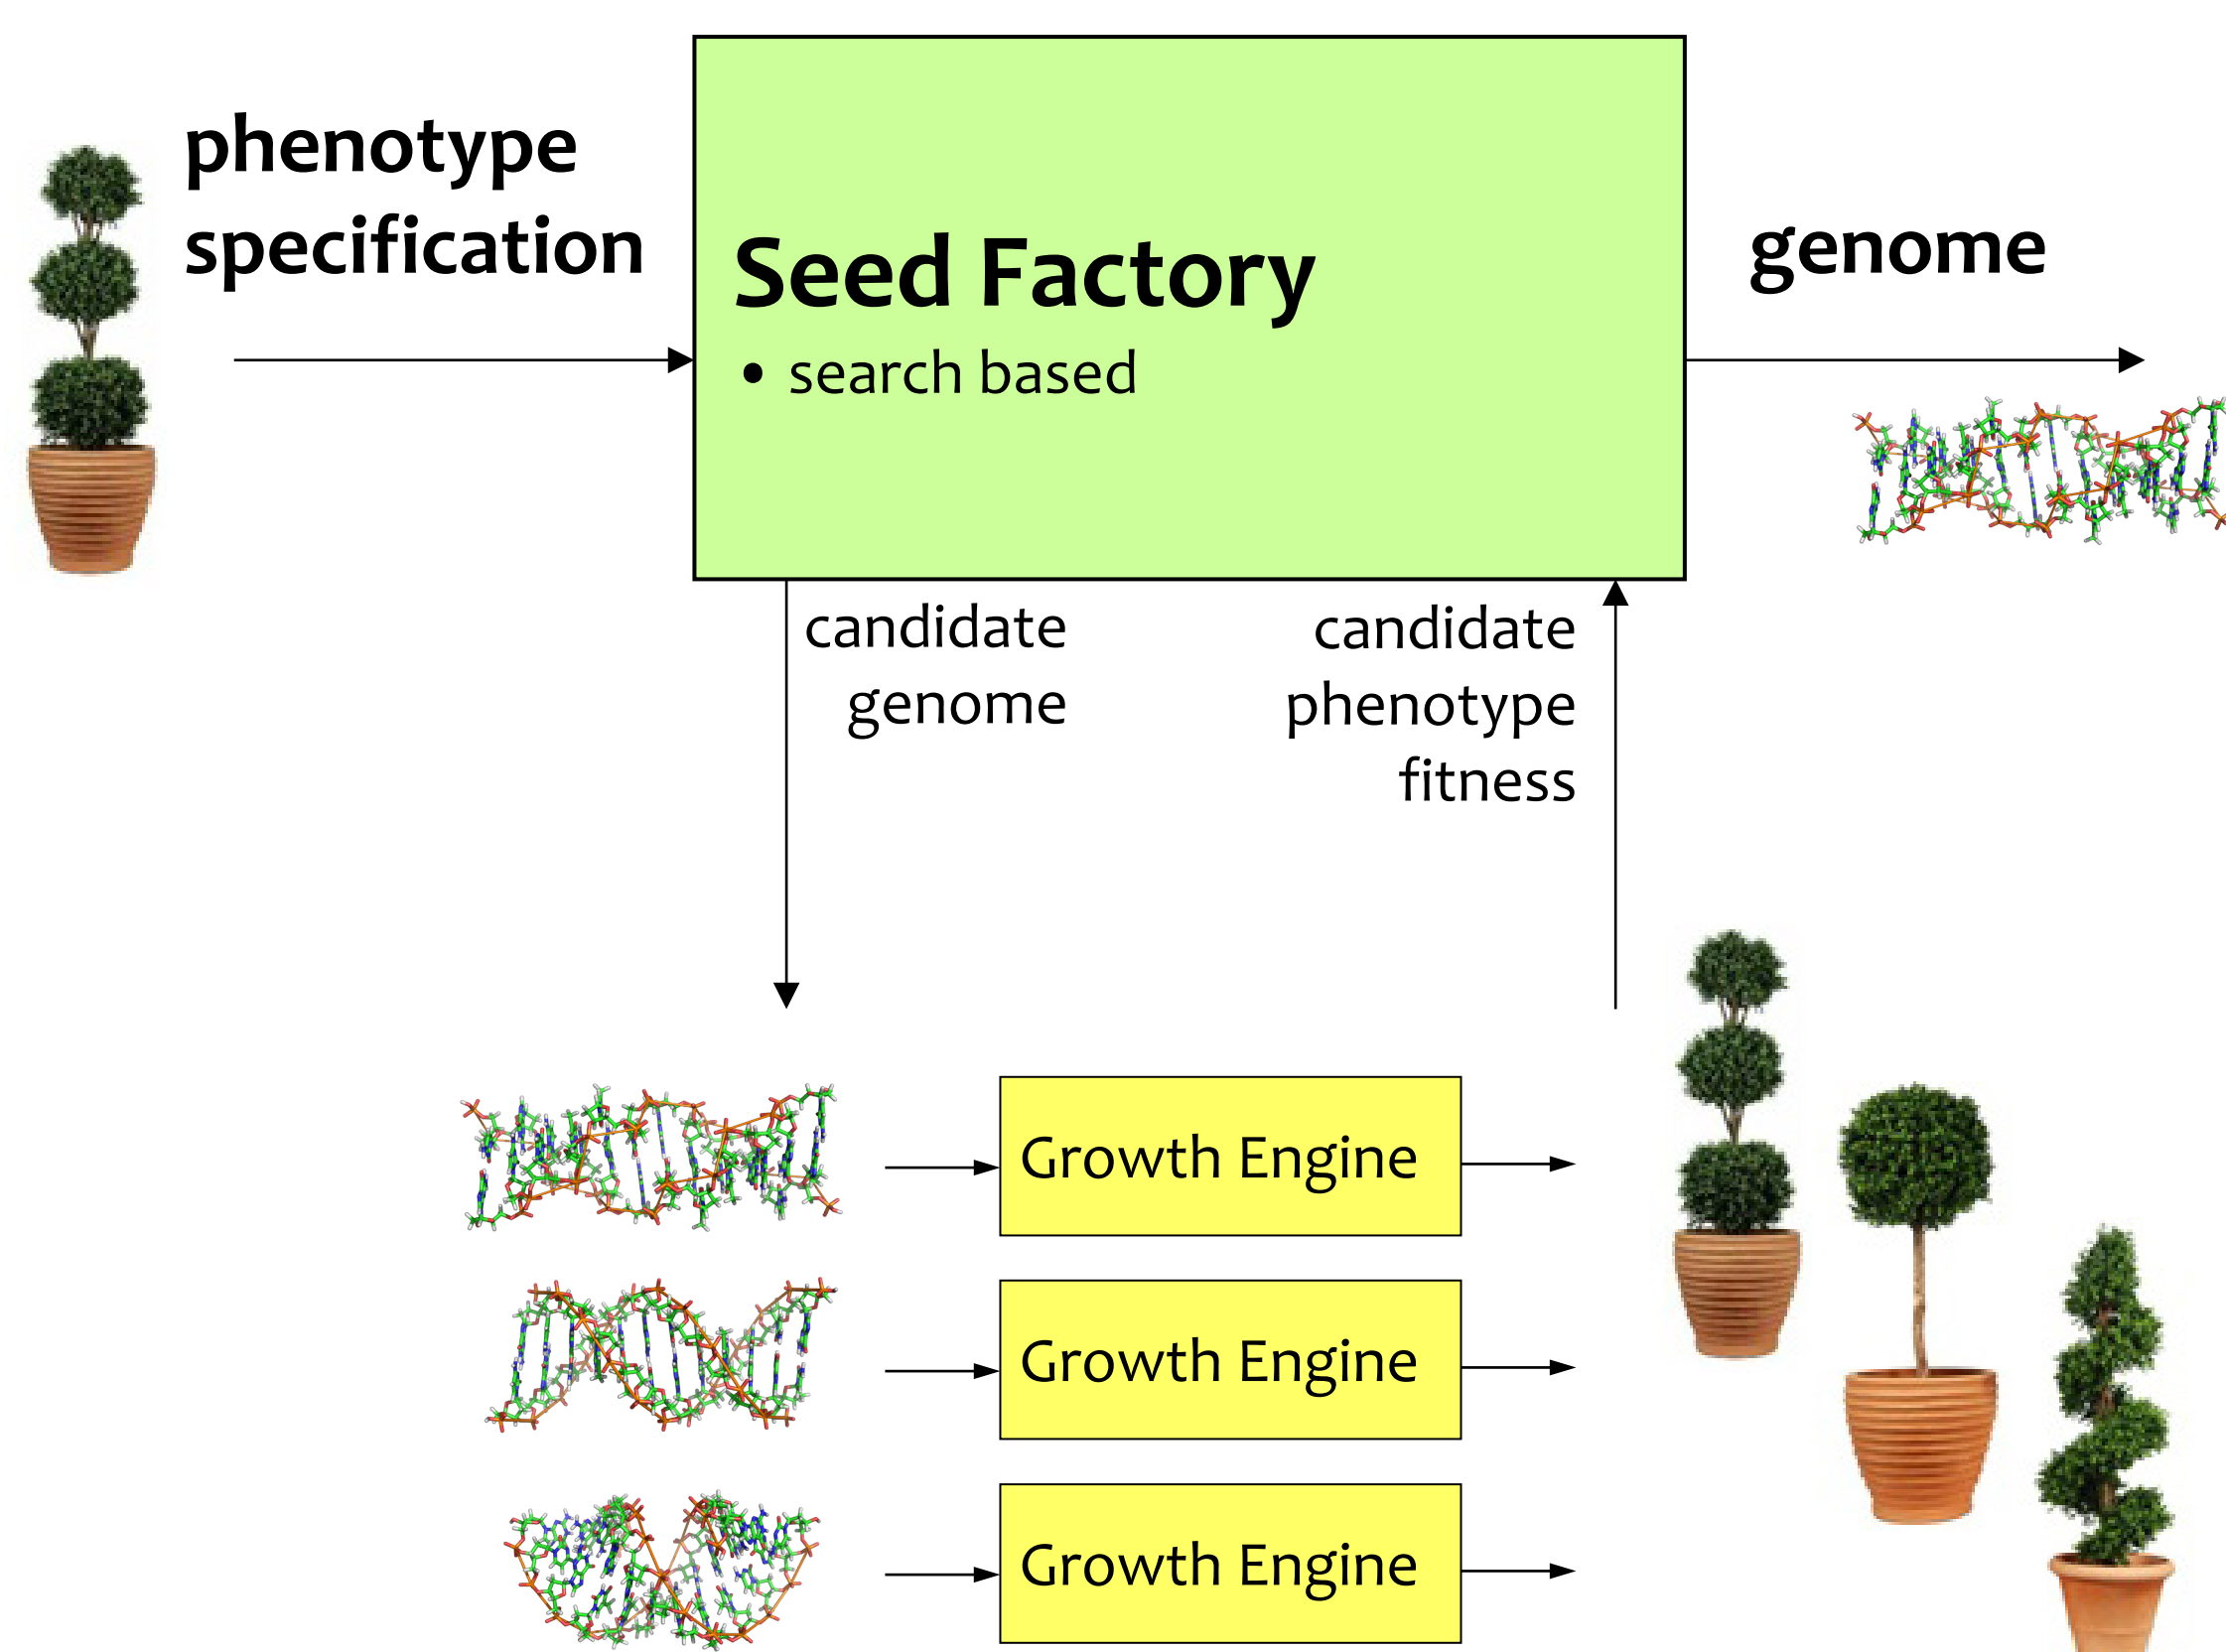 phenotype
specification
Seed Factory
• search based
genome
candidate
genome
candidate
phenotype
fitness
Growth Engine
Growth Engine
Growth Engine